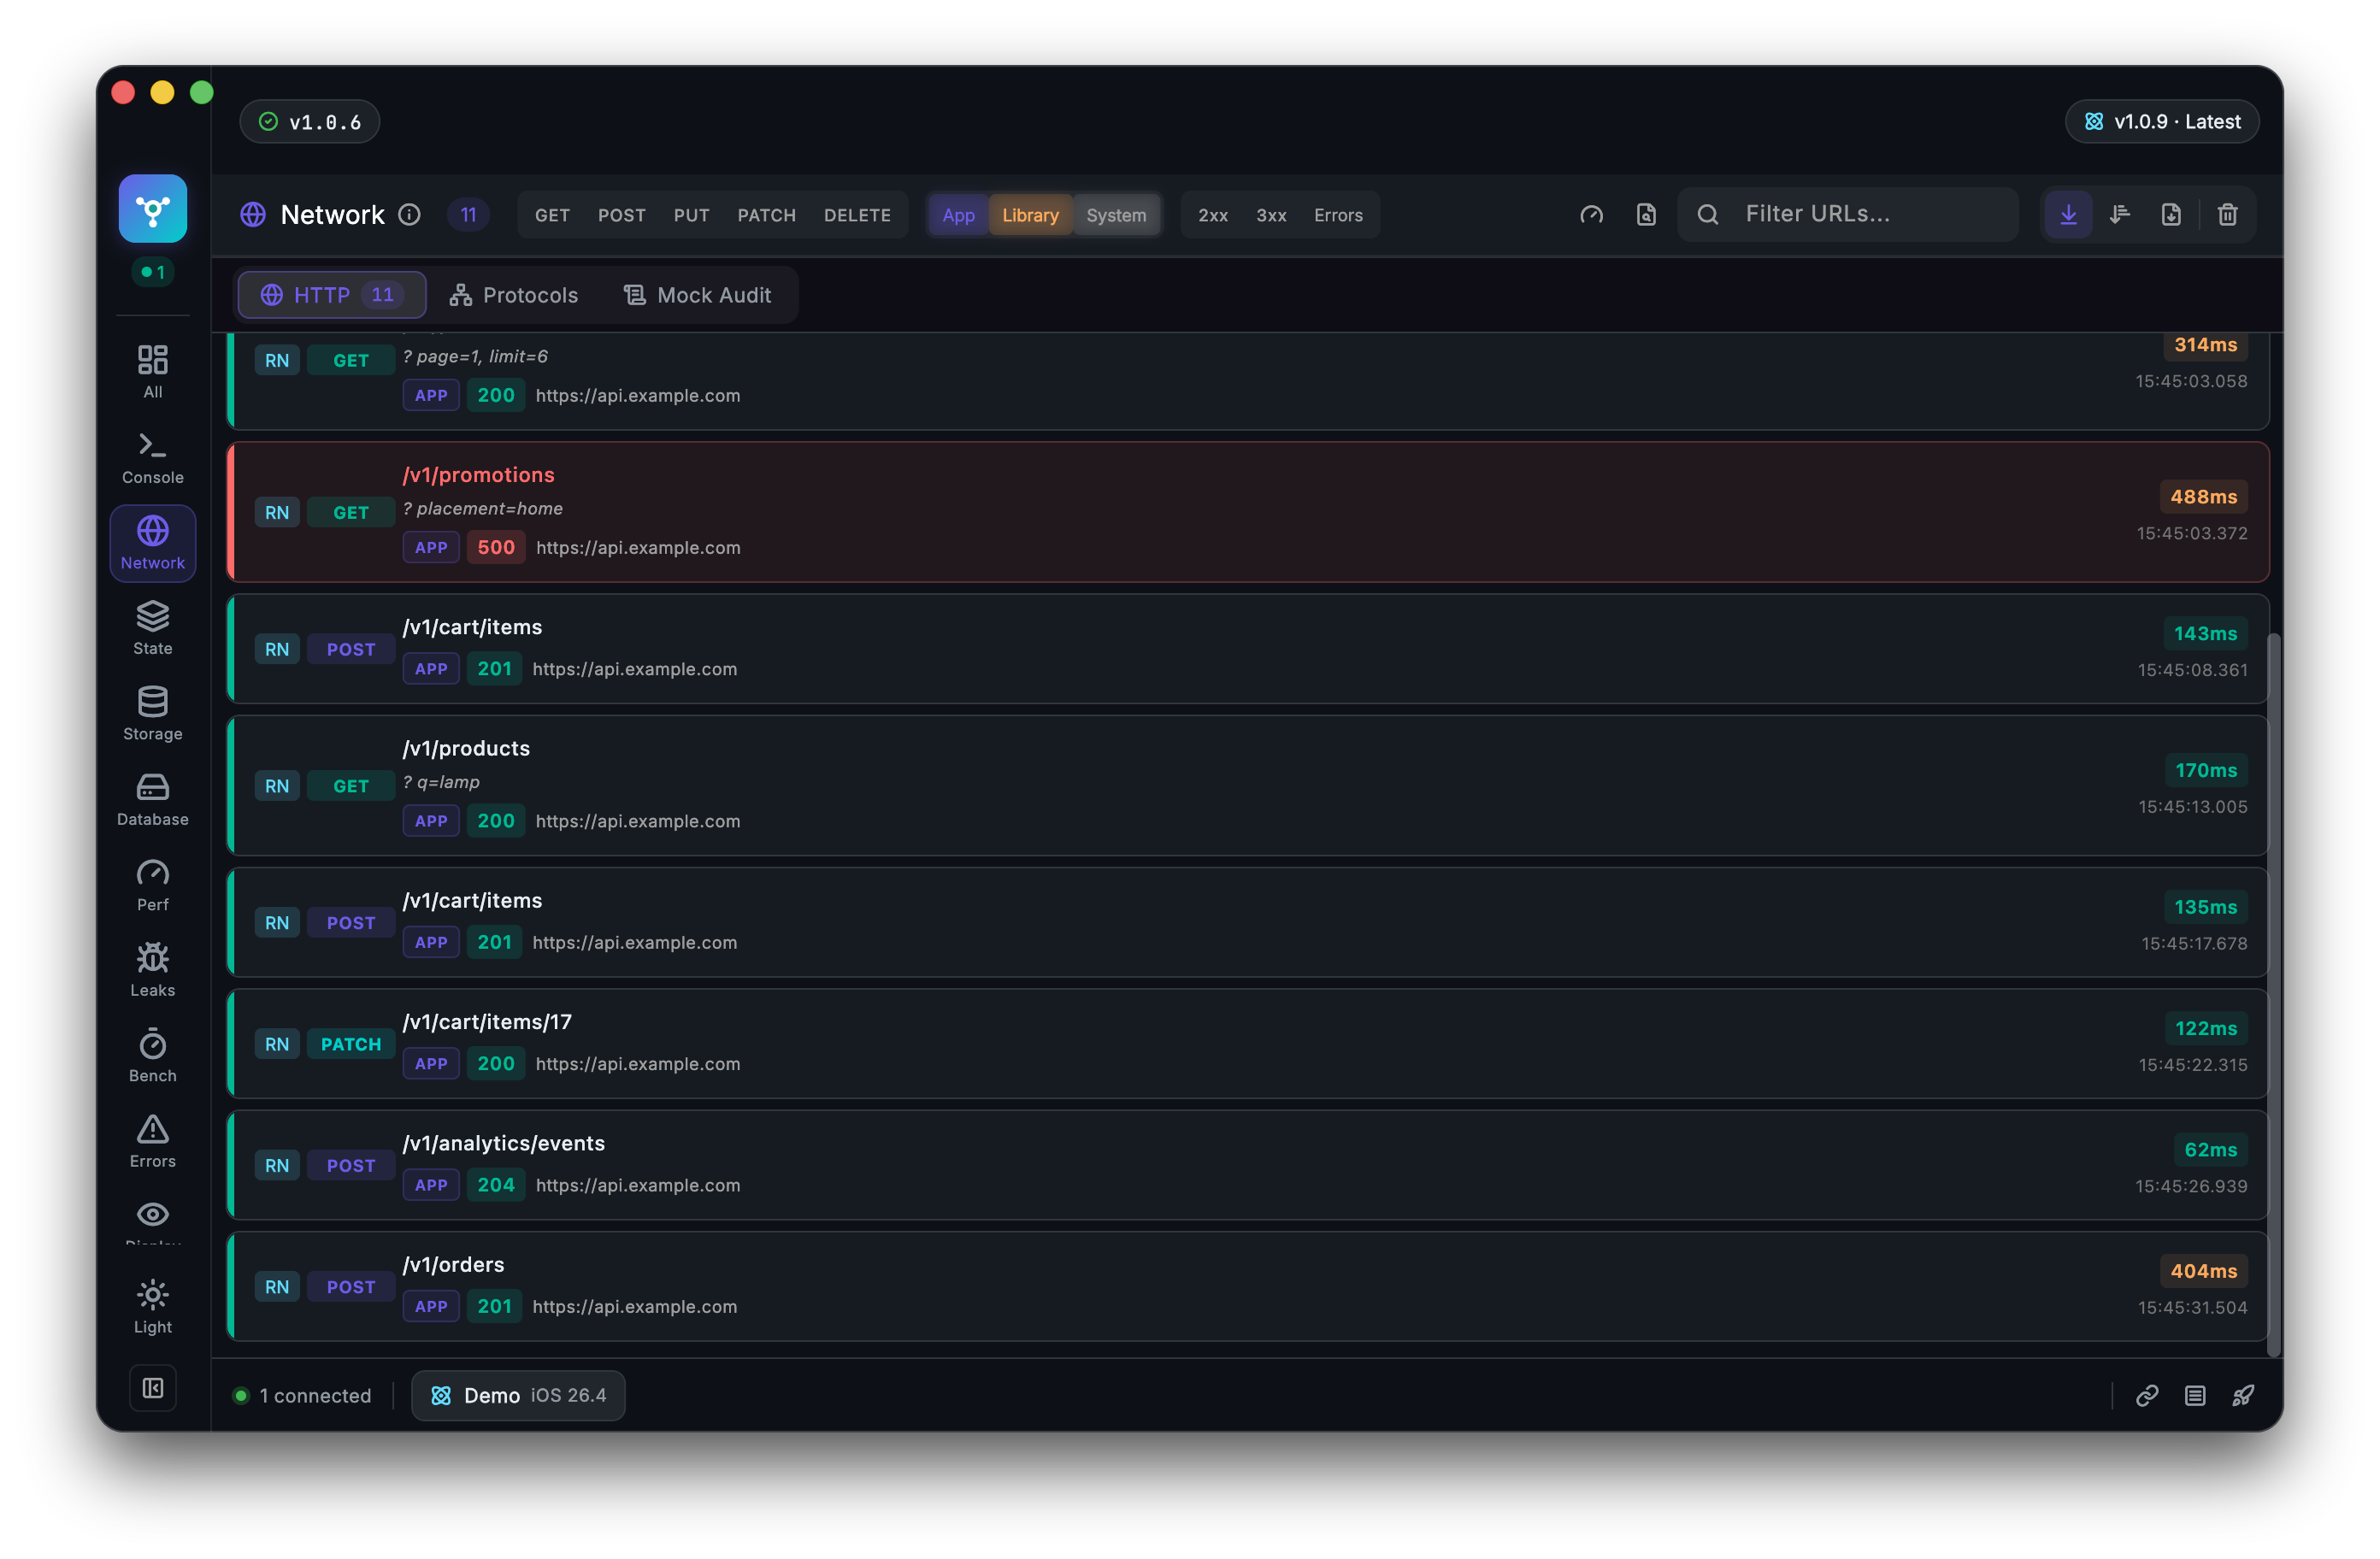 v1.0.6
v1.0.9 · Latest
Network 11 GET POST PUT PATCH DELETE App Library System 2xx 3xx Errors Filter URLs...
1
HTTP 11 Protocols Mock Audit
All
Console
Network
State
Storage
Database
Perf
Leaks
Bench
Errors
Light
RN GET ? page=1, limit=6 314ms
APP 200 https://api.example.com 15:45:03.058
/v1/promotions
RN GET ? placement=home 488ms
APP 500 https://api.example.com 15:45:03.372
/v1/cart/items 143ms
RN POST
APP 201 https://api.example.com 15:45:08.361
/v1/products
RN GET ? q=lamp 170ms
APP 200 https://api.example.com 15:45:13.005
/v1/cart/items 135ms
RN POST
APP 201 https://api.example.com 15:45:17.678
/v1/cart/items/17 122ms
RN PATCH
APP 200 https://api.example.com 15:45:22.315
/v1/analytics/events 62ms
RN POST
APP 204 https://api.example.com 15:45:26.939
/v1/orders 404ms
RN POST
APP 201 https://api.example.com 15:45:31.504
1 connected Demo iOS 26.4